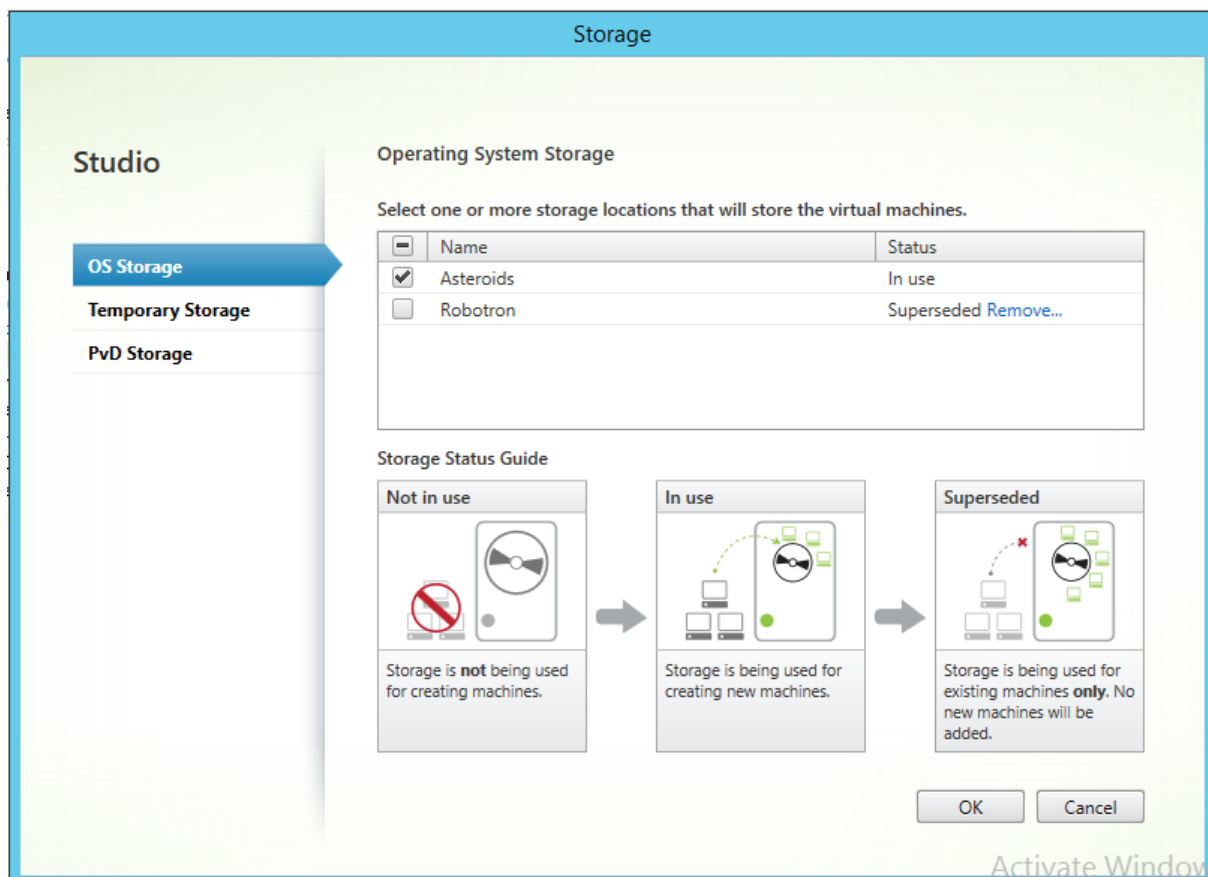 Storage
Studio
OS Storage
Temporary Storage
PvD Storage
Operating System Storage
Select one or more storage locations that will store the virtual machines.
Name Status
Asteroids In use
Robotron Superseded Remove...
Storage Status Guide
Not in use
Storage is not being used
for creating machines.
In use
Storage is being used for
creating new machines.
Superseded
Storage is being used for
existing machines only. No
new machines will be
added.
OK Cancel
Activate Window